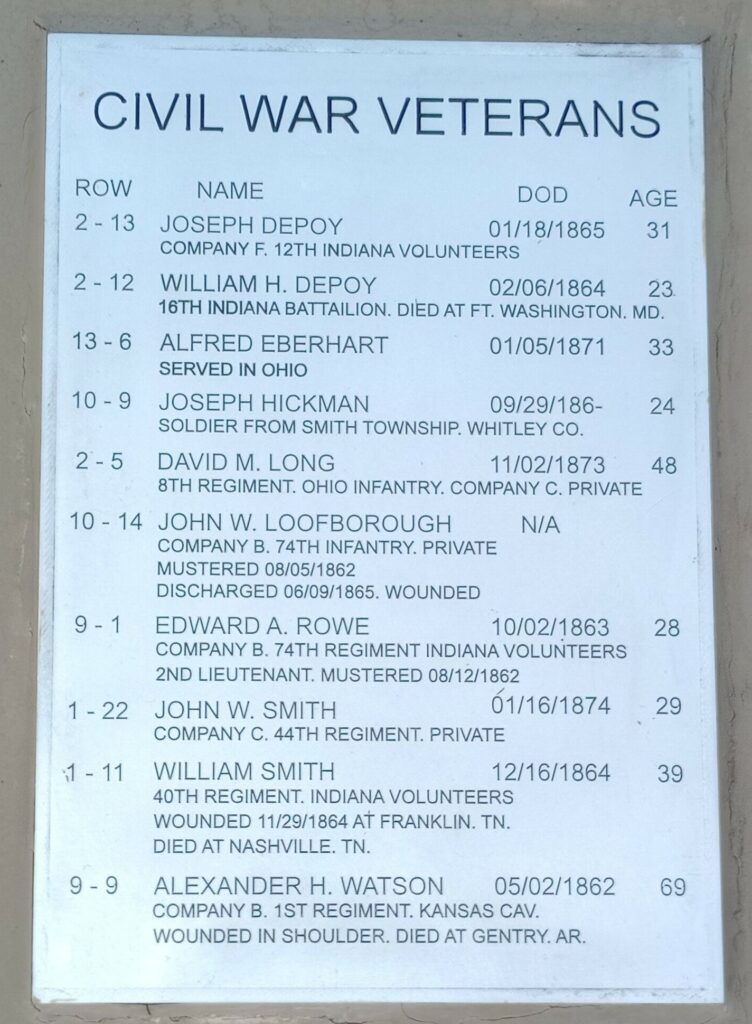 CIVIL WAR VETERANS
ROW NAME DOD AGE
2 - 13 JOSEPH DEPOY 01/18/1865 31
COMPANY F. 12TH INDIANA VOLUNTEERS
2 - 12 WILLIAM H. DEPOY 02/06/1864 23
16TH INDIANA BATTAILION. DIED AT FT. WASHINGTON. MD.
13 - 6 ALFRED EBERHART 01/05/1871 33
SERVED IN OHIO
10 - 9 JOSEPH HICKMAN 09/29/186- 24
SOLDIER FROM SMITH TOWNSHIP. WHITLEY CO.
2 - 5 DAVID M. LONG 11/02/1873 48
8TH REGIMENT. OHIO INFANTRY. COMPANY C. PRIVATE
10 - 14 JOHN W. LOOFBOROUGH N/A
COMPANY B. 74TH INFANTRY. PRIVATE
MUSTERED 08/05/1862
DISCHARGED 06/09/1865. WOUNDED
9 - 1 EDWARD A. ROWE 10/02/1863 28
COMPANY B. 74TH REGIMENT INDIANA VOLUNTEERS
2ND LIEUTENANT. MUSTERED 08/12/1862
1 - 22 JOHN W. SMITH 01/16/1874 29
COMPANY C. 44TH REGIMENT. PRIVATE
1 - 11 WILLIAM SMITH 12/16/1864 39
40TH REGIMENT. INDIANA VOLUNTEERS
WOUNDED 11/29/1864 AT FRANKLIN. TN.
DIED AT NASHVILLE. TN.
9 - 9 ALEXANDER H. WATSON 05/02/1862 69
COMPANY B. 1ST REGIMENT. KANSAS CAV.
WOUNDED IN SHOULDER. DIED AT GENTRY. AR.